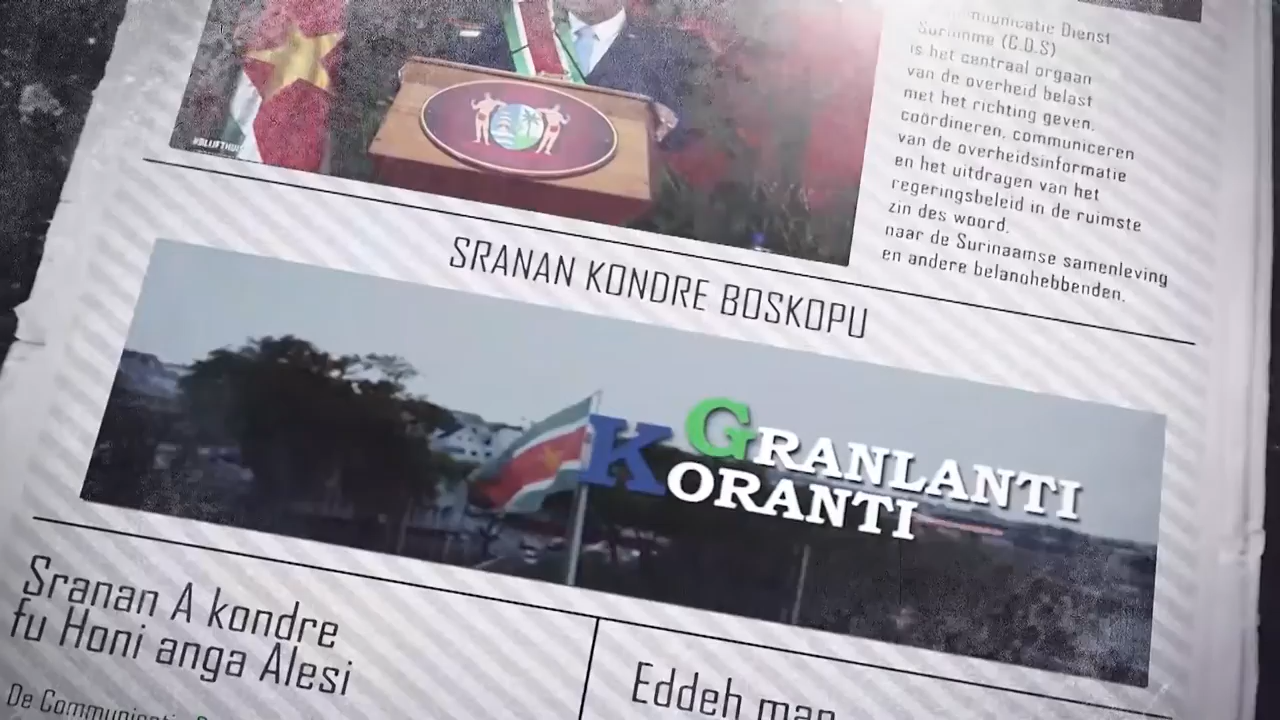 Dienst
(C.D.S)
is het centraal orgaan
van de overheid belast
met het richting geven,
coördineren, communiceren
van de overheidsinformatie
en het uitdragen van het
regeringsbeleid in de ruimste
zin des woord,
naar de Surinaamse samenleving
en andere belanghebbenden.
SRANAN KONDRE BOSKOPU
GRANLANTI
KORANTI
Sranan A kondre
fu Honi anga Alesi
De
Eddeh man